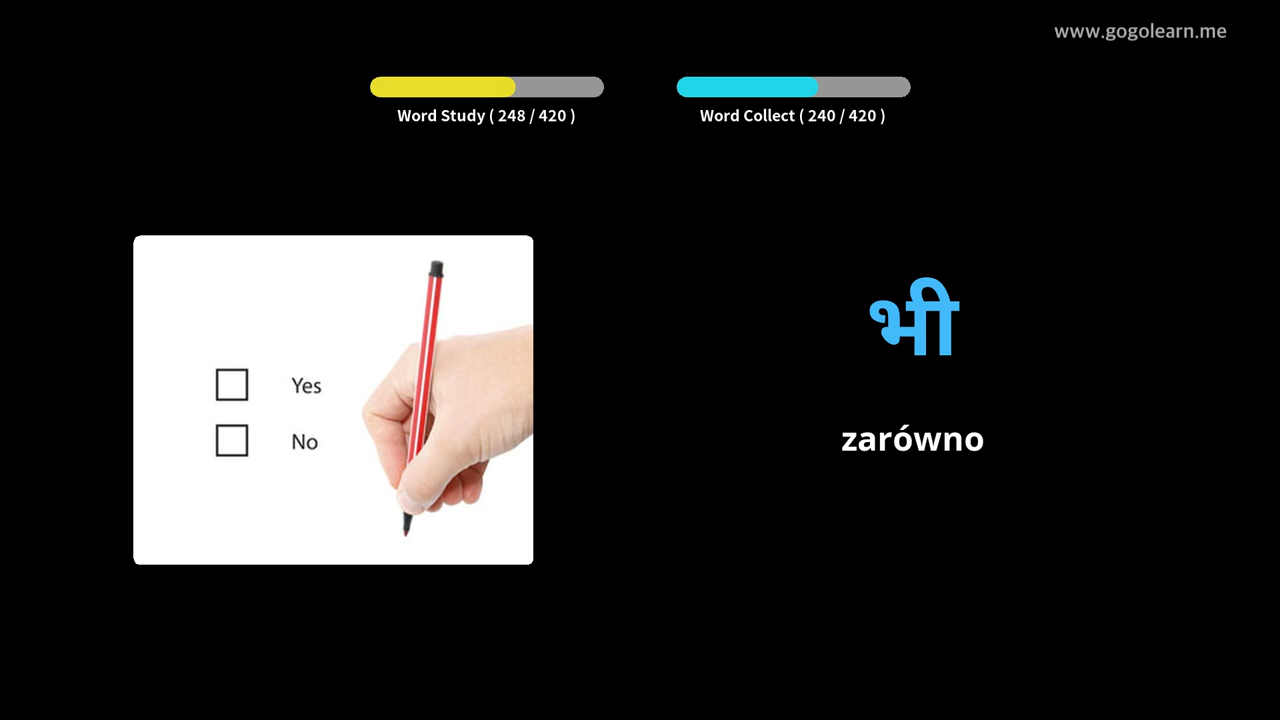 www.gogolearn.me
Word Study ( 248 / 420 )
Word Collect ( 240 / 420 )
Yes
No
भी
zarówno